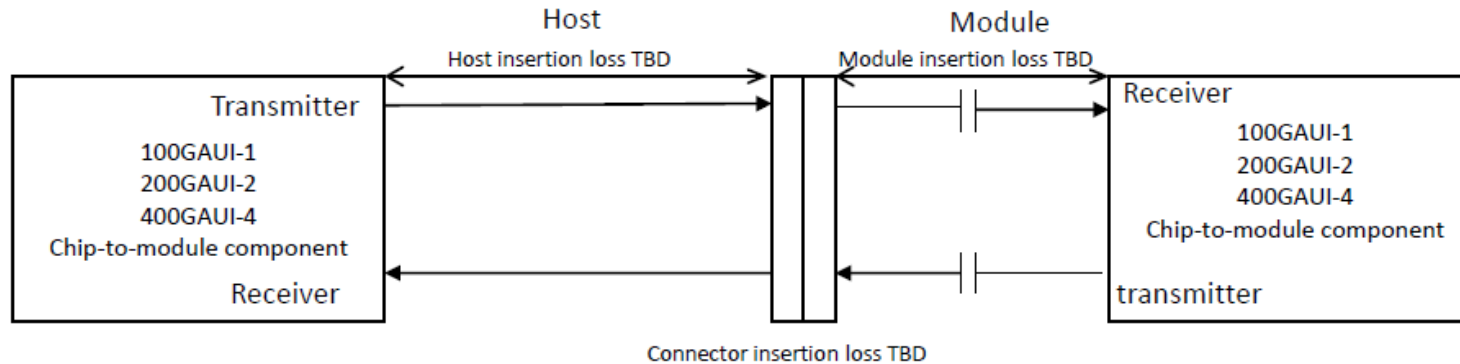 Host
Module
Host insertion loss TBD
Module insertion loss TBD
Transmitter
100GAUI-1
200GAUI-2
400GAUI-4
Chip-to-module component
Receiver
Receiver
100GAUI-1
200GAUI-2
400GAUI-4
Chip-to-module component
transmitter
Connector insertion loss TBD